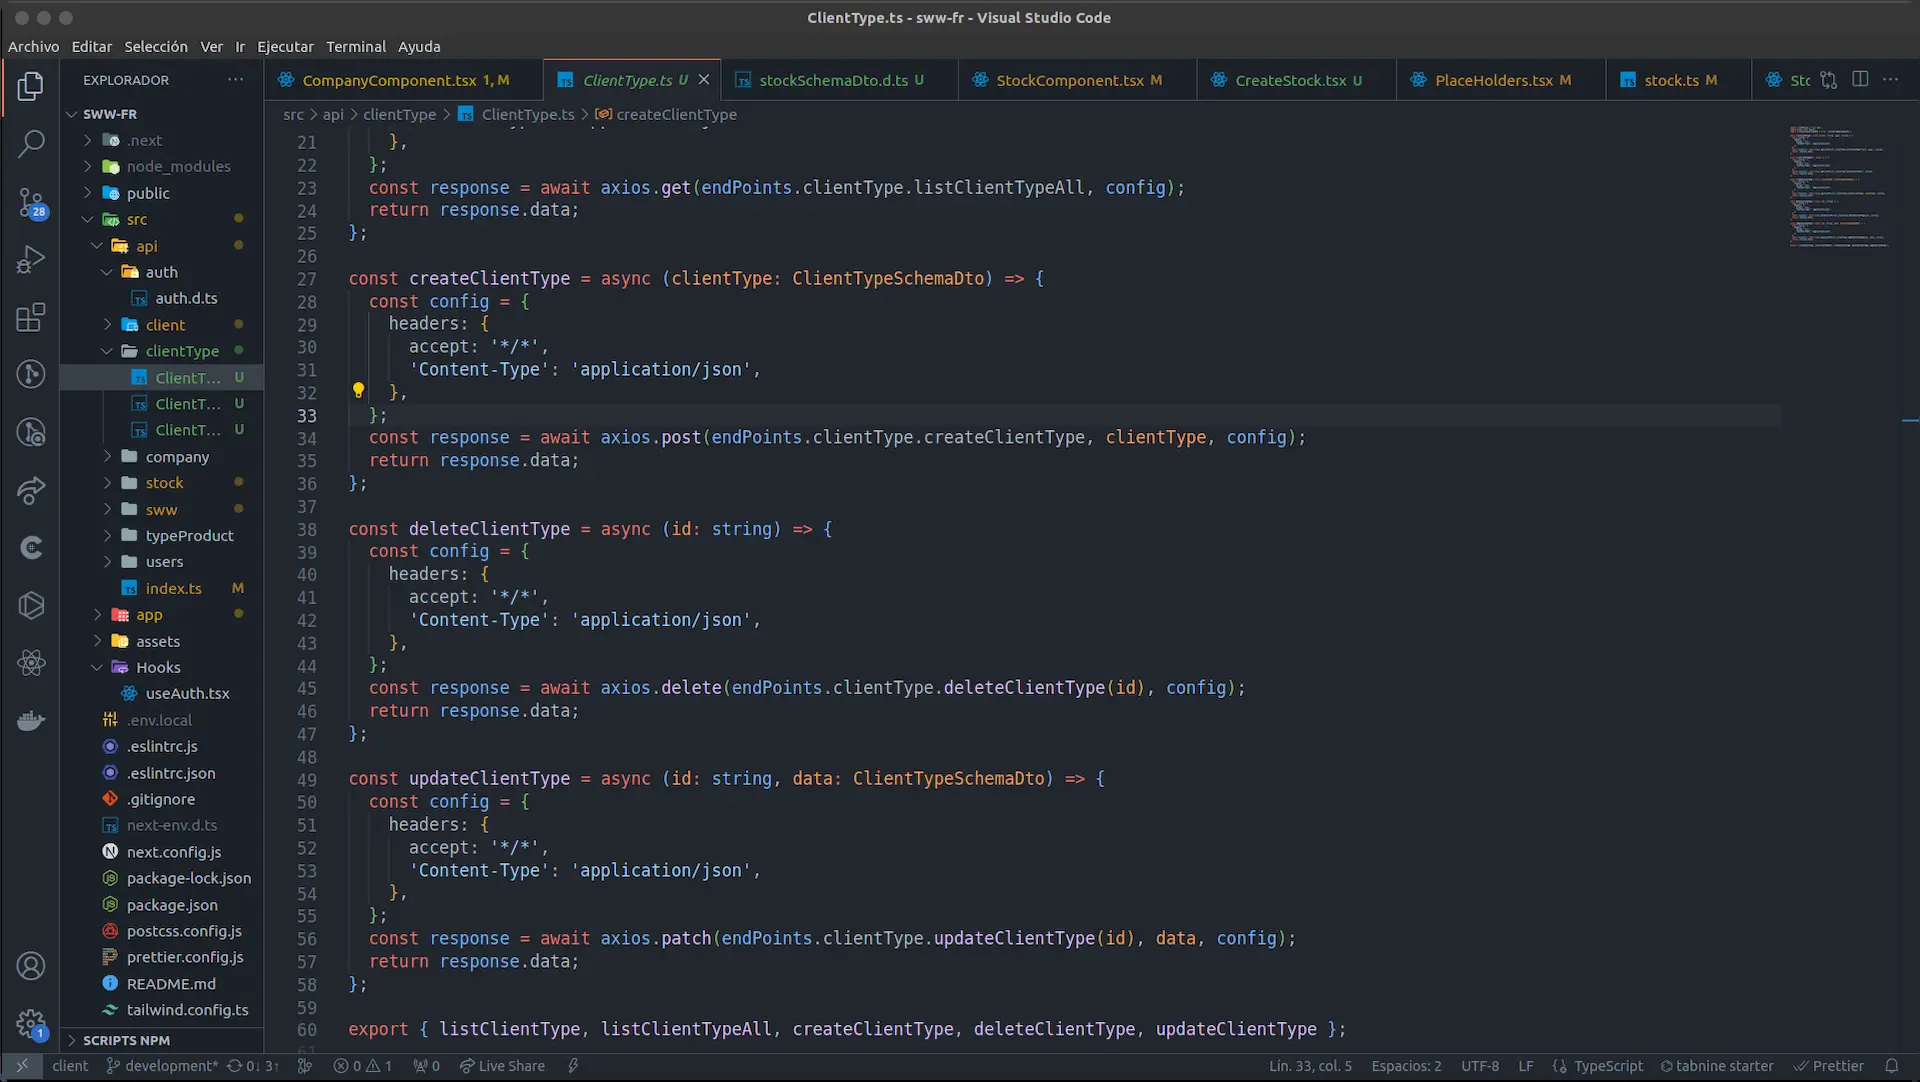 ClientType.ts - sww-fr - Visual Studio Code
Archivo Editar Selección Ver Ir Ejecutar Terminal Ayuda
EXPLORADOR ···
CompanyComponent.tsx 1, M
ClientType.ts U
stockSchemaDto.d.ts U
StockComponent.tsx M
CreateStock.tsx U
PlaceHolders.tsx M
stock.ts M
Stc
src > api > clientType > ClientType.ts > createClientType
SWW-FR
.next
node_modules
public
28
src
api
auth
auth.d.ts
client
clientType
ClientT... U
ClientT... U
ClientT... U
company
stock
sww
typeProduct
users
index.ts M
app
assets
Hooks
useAuth.tsx
.env.local
.eslintrc.js
.eslintrc.json
.gitignore
next-env.d.ts
next.config.js
package-lock.json
package.json
postcss.config.js
prettier.config.js
README.md
tailwind.config.ts
1
SCRIPTS NPM
21 },
22 };
23 const response = await axios.get(endPoints.clientType.listClientTypeAll, config);
24 return response.data;
25 };
26
27 const createClientType = async (clientType: ClientTypeSchemaDto) => {
28 const config = {
29 headers: {
30 accept: '*/*',
31 'Content-Type': 'application/json',
32 },
33 };
34 const response = await axios.post(endPoints.clientType.createClientType, clientType, config);
35 return response.data;
36 };
37
38 const deleteClientType = async (id: string) => {
39 const config = {
40 headers: {
41 accept: '*/*',
42 'Content-Type': 'application/json',
43 },
44 };
45 const response = await axios.delete(endPoints.clientType.deleteClientType(id), config);
46 return response.data;
47 };
48
49 const updateClientType = async (id: string, data: ClientTypeSchemaDto) => {
50 const config = {
51 headers: {
52 accept: '*/*',
53 'Content-Type': 'application/json',
54 },
55 };
56 const response = await axios.patch(endPoints.clientType.updateClientType(id), data, config);
57 return response.data;
58 };
59
60 export { listClientType, listClientTypeAll, createClientType, deleteClientType, updateClientType };
61
client development* 0↓ 3↑ 0 1 0 Live Share Lín. 33, col. 5 Espacios: 2 UTF-8 LF {} TypeScript tabnine starter Prettier